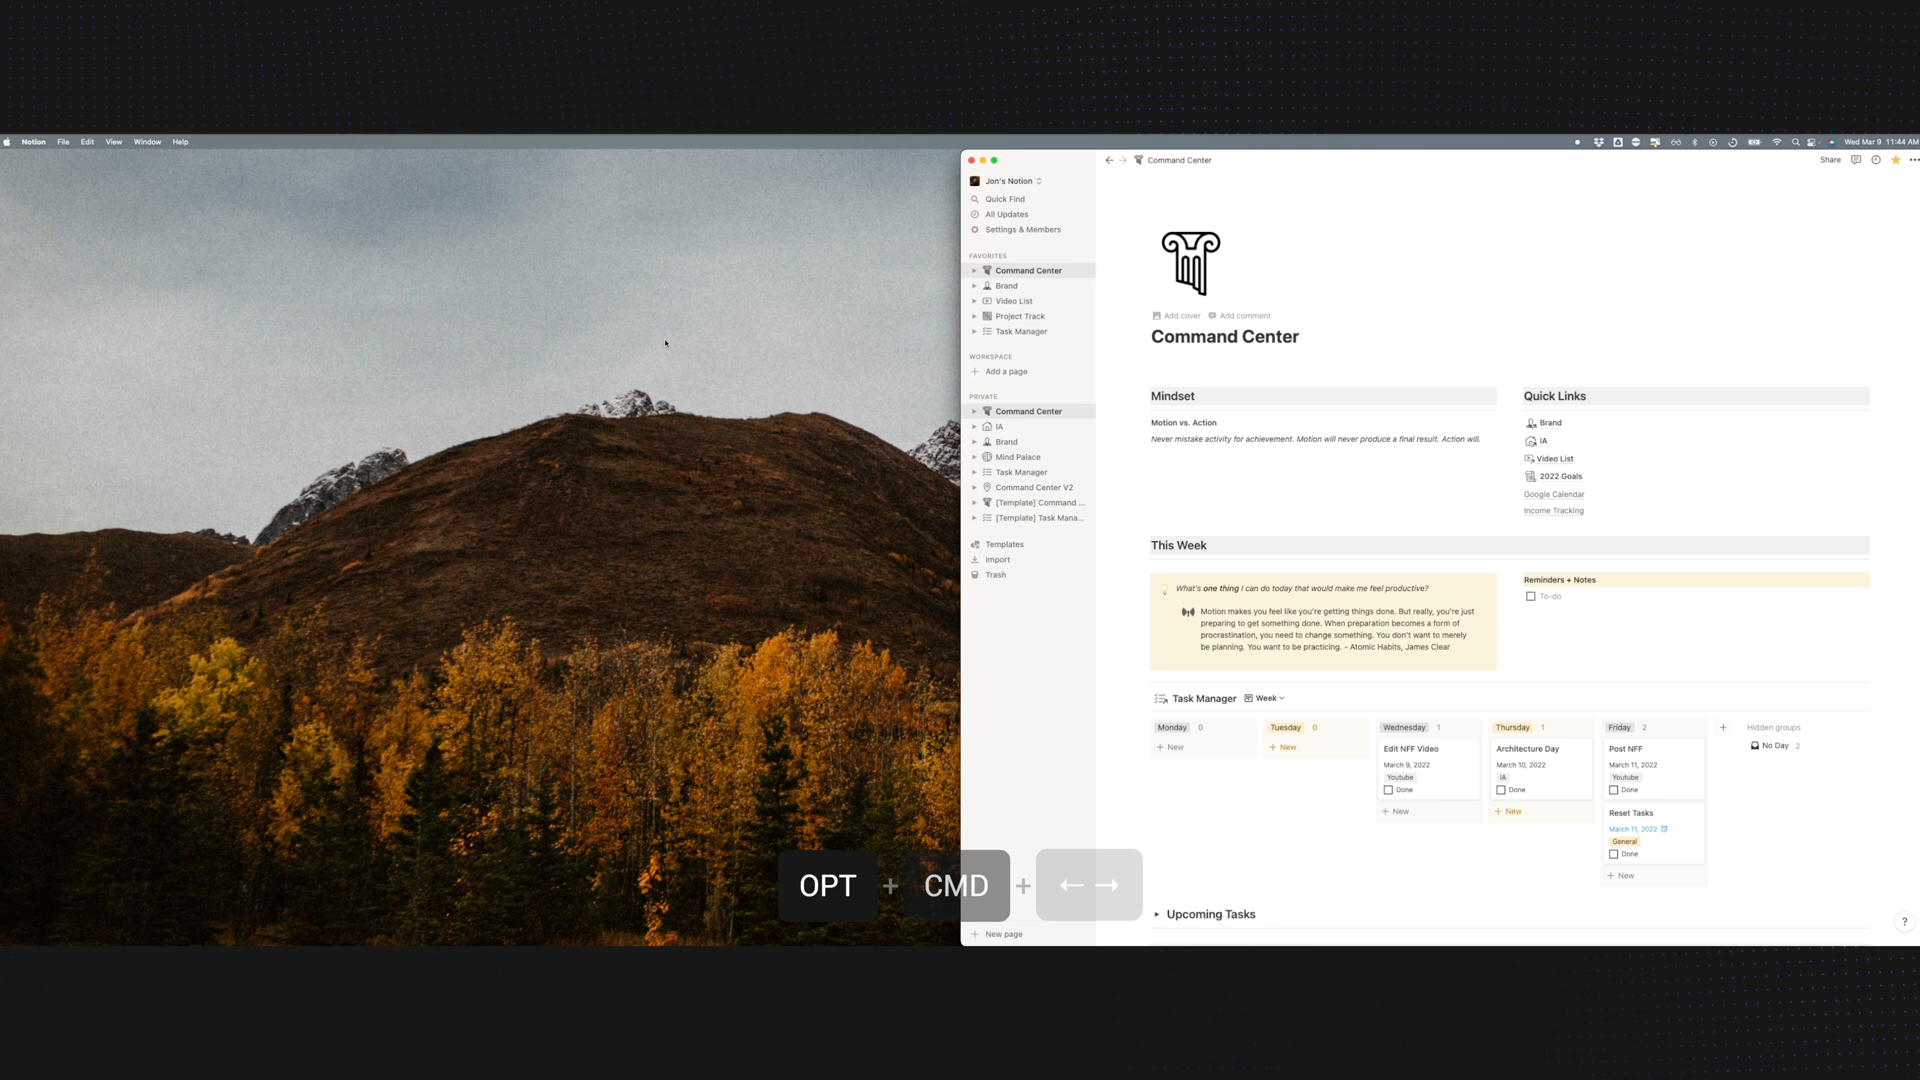 Notion File Edit View Window Help
Wed Mar 9 11:44 AM
Jon's Notion
Quick Find
All Updates
Settings & Members
FAVORITES
Command Center
Brand
Video List
Project Track
Task Manager
WORKSPACE
Add a page
PRIVATE
Command Center
IA
Brand
Mind Palace
Task Manager
Command Center V2
[Template] Command ...
[Template] Task Mana...
Templates
Import
Trash
New page
Command Center
Share
Add cover Add comment
Command Center
Mindset
Motion vs. Action
Never mistake activity for achievement. Motion will never produce a final result. Action will.
Quick Links
Brand
IA
Video List
2022 Goals
Google Calendar
Income Tracking
This Week
What's one thing I can do today that would make me feel productive?
Motion makes you feel like you're getting things done. But really, you're just
preparing to get something done. When preparation becomes a form of
procrastination, you need to change something. You don't want to merely
be planning. You want to be practicing. - Atomic Habits, James Clear
Reminders + Notes
To-do
Task Manager Week
Monday 0
+ New
Tuesday 0
+ New
Wednesday 1
Edit NFF Video
March 9, 2022
Youtube
Done
+ New
Thursday 1
Architecture Day
March 10, 2022
IA
Done
+ New
Friday 2
Post NFF
March 11, 2022
Youtube
Done
Reset Tasks
March 11, 2022
General
Done
+ New
+
Hidden groups
No Day 2
Upcoming Tasks
?
OPT + CMD + ← →